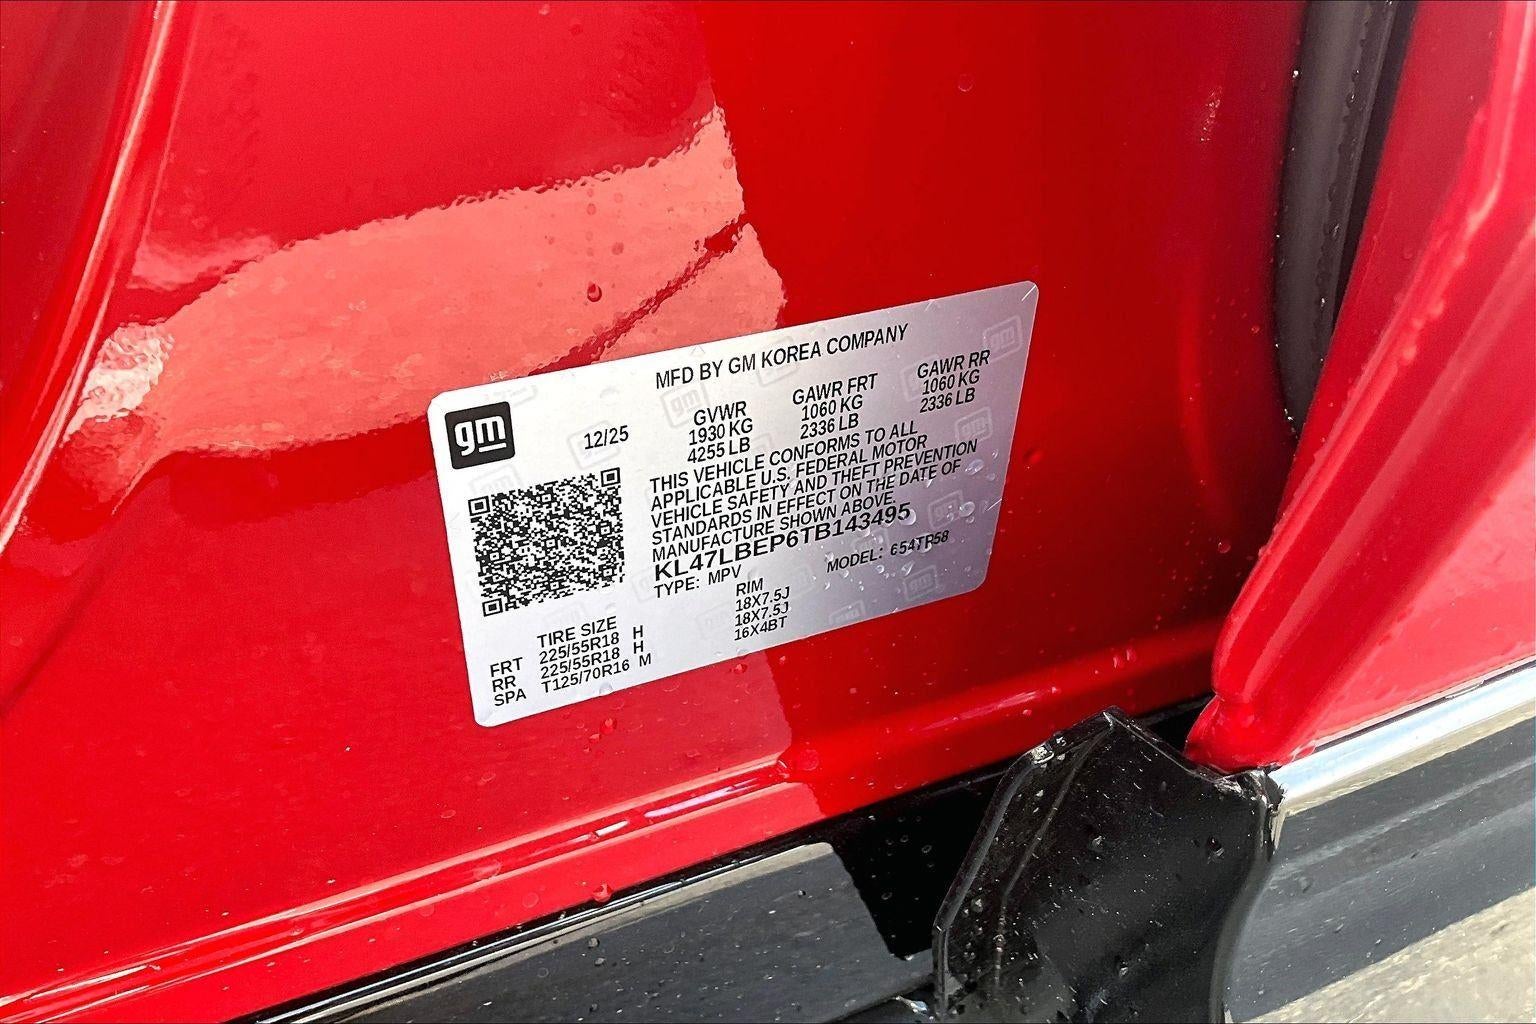 MFD BY GM KOREA COMPANY
gm
12/25
GVWR GAWR FRT GAWR RR
1930 KG 1060 KG 1060 KG
4255 LB 2336 LB 2336 LB
THIS VEHICLE CONFORMS TO ALL
APPLICABLE U.S. FEDERAL MOTOR
VEHICLE SAFETY AND THEFT PREVENTION
STANDARDS IN EFFECT ON THE DATE OF
MANUFACTURE SHOWN ABOVE.
KL47LBEP6TB143495
TYPE: MPV MODEL: 654TR58
TIRE SIZE RIM
FRT 225/55R18 H 18X7.5J
RR 225/55R18 H 18X7.5J
SPA T125/70R16 M 16X4BT